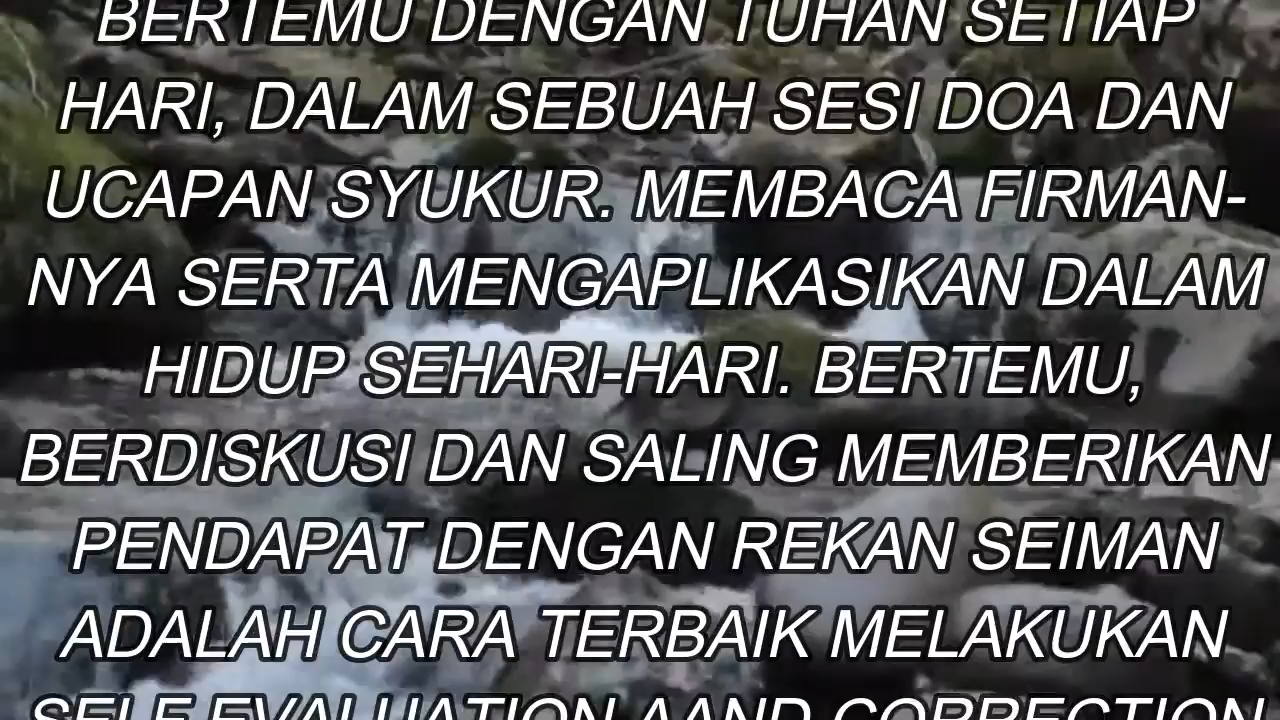 BERTEMU DENGAN TUHAN SETIAP
HARI, DALAM SEBUAH SESI DOA DAN
UCAPAN SYUKUR. MEMBACA FIRMAN-
NYA SERTA MENGAPLIKASIKAN DALAM
HIDUP SEHARI-HARI. BERTEMU,
BERDISKUSI DAN SALING MEMBERIKAN
PENDAPAT DENGAN REKAN SEIMAN
ADALAH CARA TERBAIK MELAKUKAN
SELF EVALUATION AAND CORRECTION